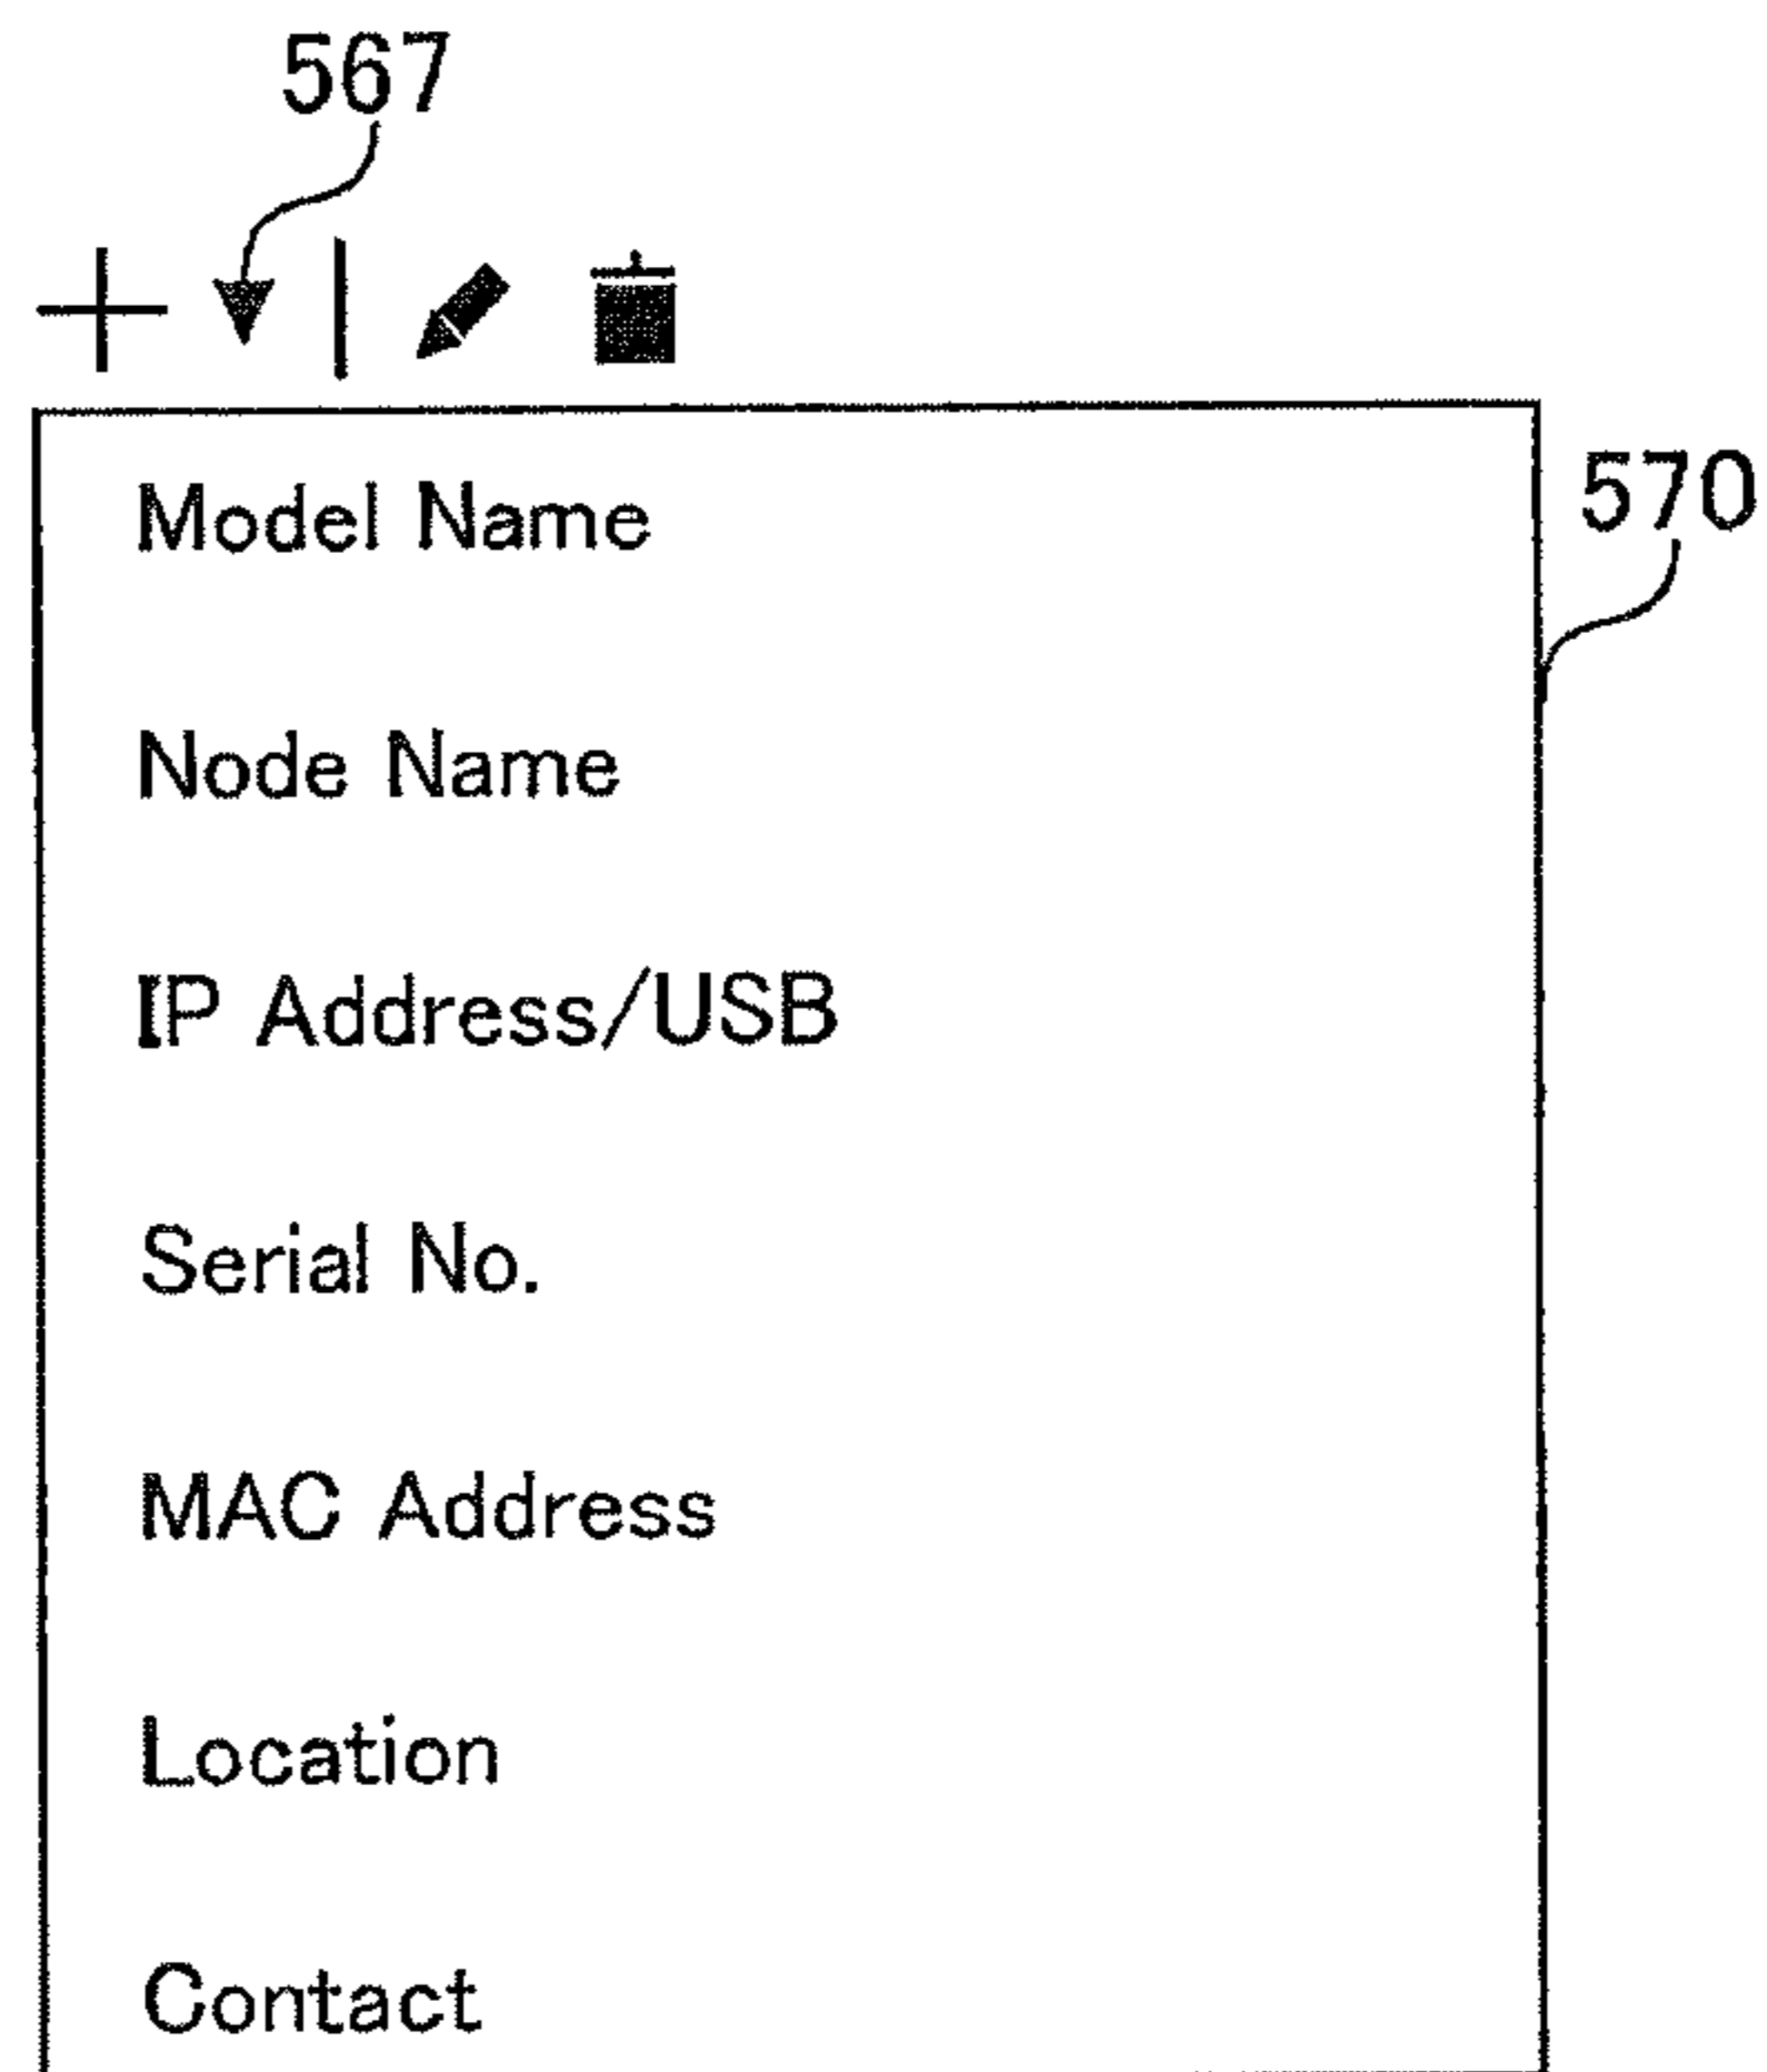 567
570
Model Name
Node Name
IP Address/USB
Serial No.
MAC Address
Location
Contact